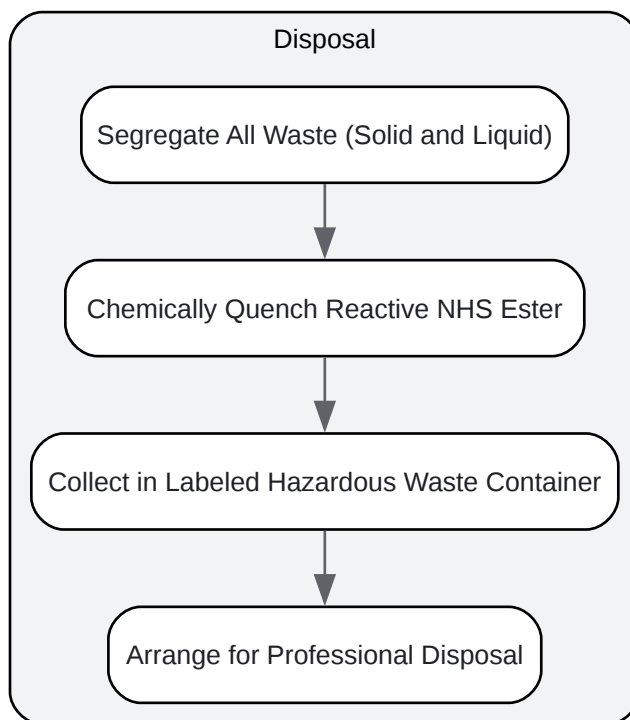 Disposal
Segregate All Waste (Solid and Liquid)
Chemically Quench Reactive NHS Ester
Collect in Labeled Hazardous Waste Container
Arrange for Professional Disposal